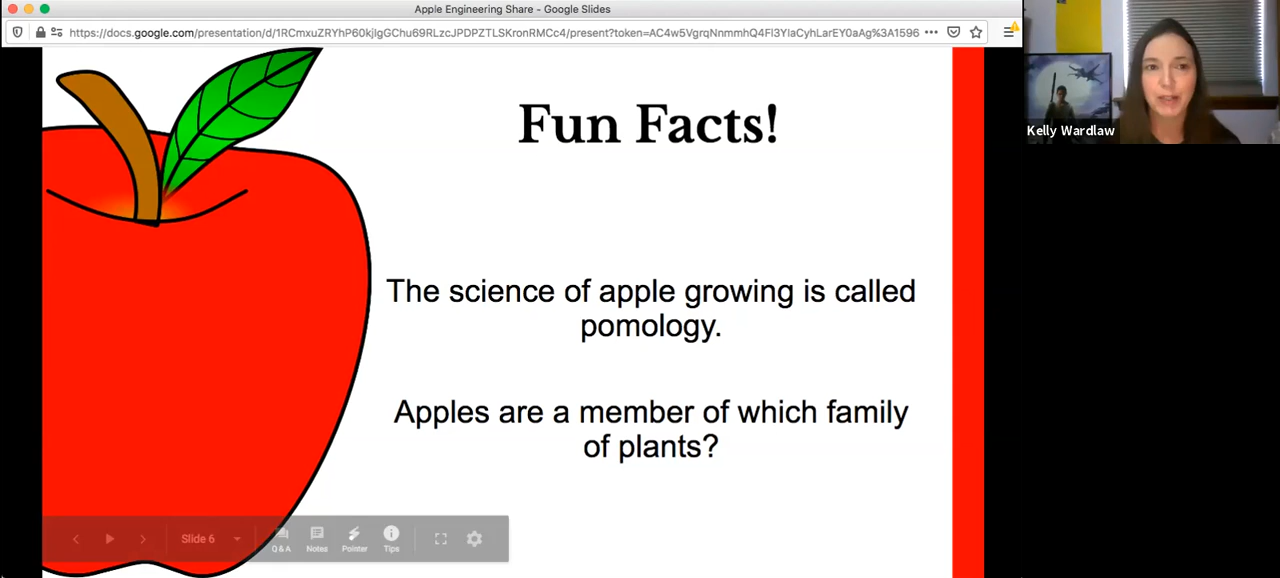 Apple Engineering Share - Google Slides
https://docs.google.com/presentation/d/1RCmxuZRYhP60kjIgGChu69RLzcJPDPZTLSKronRMCc4/present?token=AC4w5VgrqNnmmhQ4Fl3YlaCyhLarEY0aAg%3A1596
Kelly Wardlaw
Fun Facts!
The science of apple growing is called
pomology.
Apples are a member of which family
of plants?
Slide 6
Q&A
Notes
Pointer
Tips